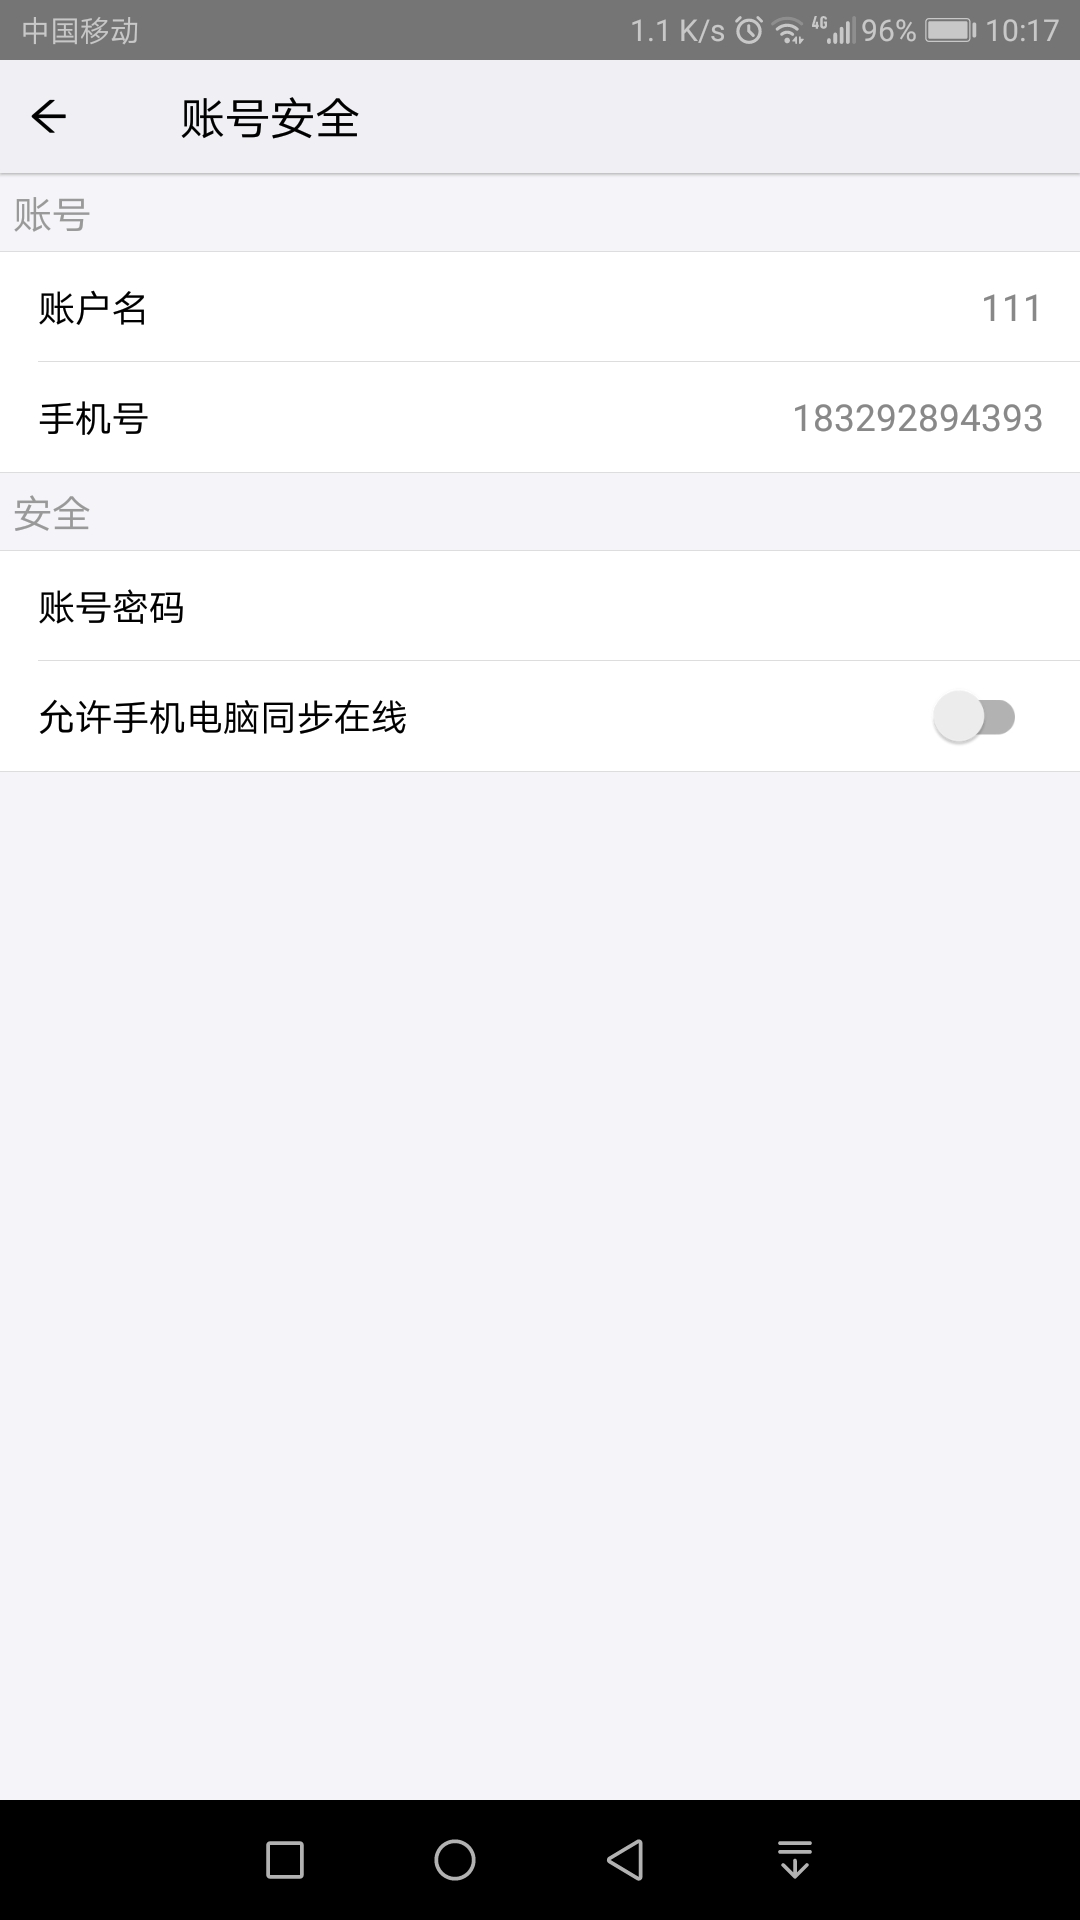 中国移动 1.1 K/s 4G 96% 10:17
账号安全
账号
账户名 111
手机号 183292894393
安全
账号密码
允许手机电脑同步在线